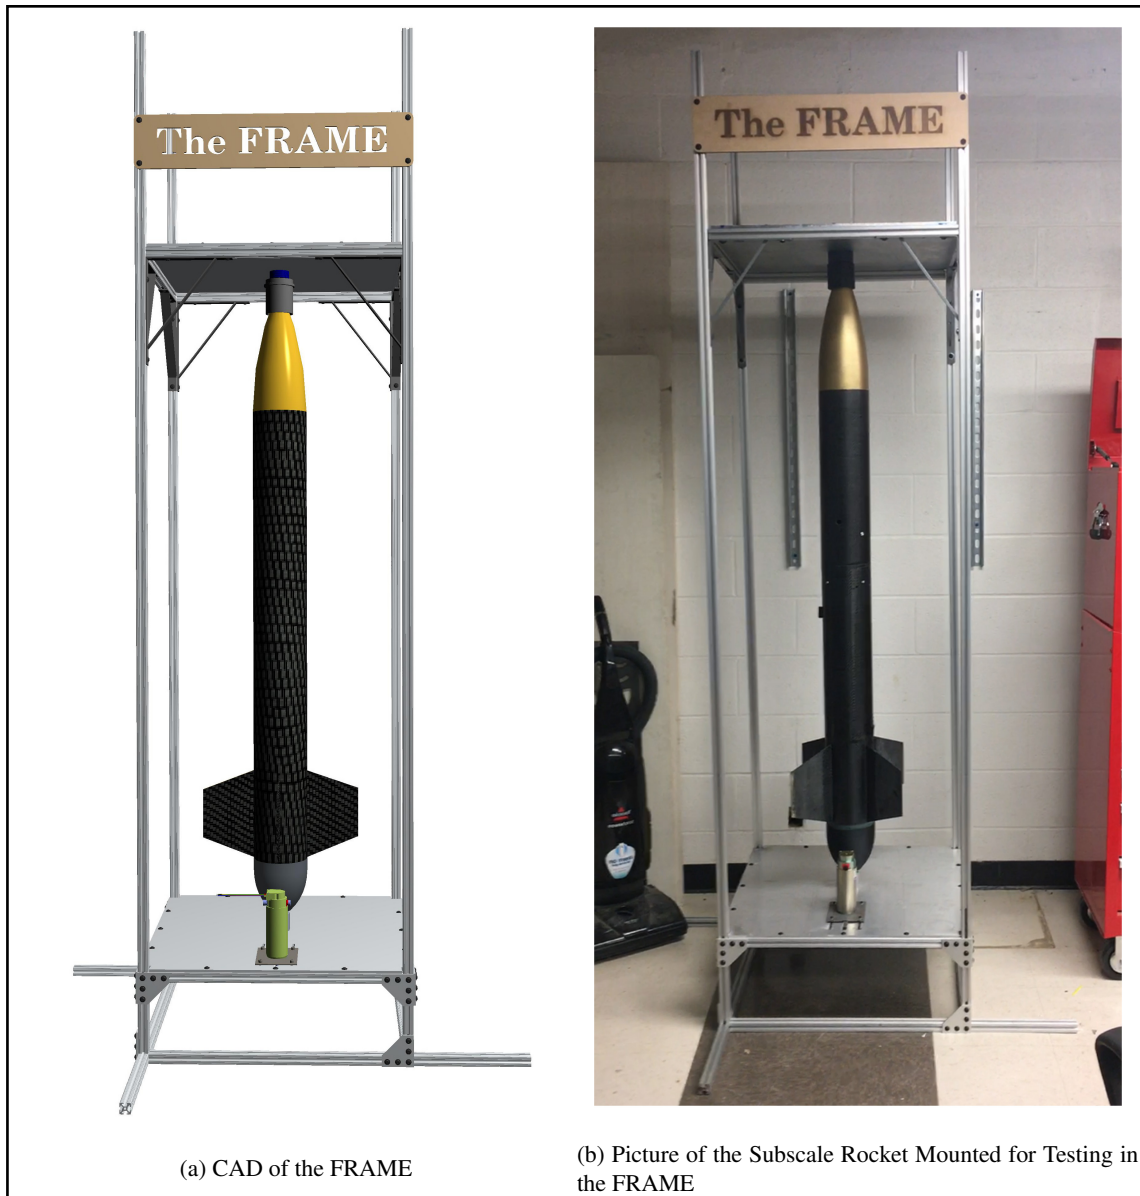 The FRAME
The FRAME
(a) CAD of the FRAME
(b) Picture of the Subscale Rocket Mounted for Testing in
the FRAME